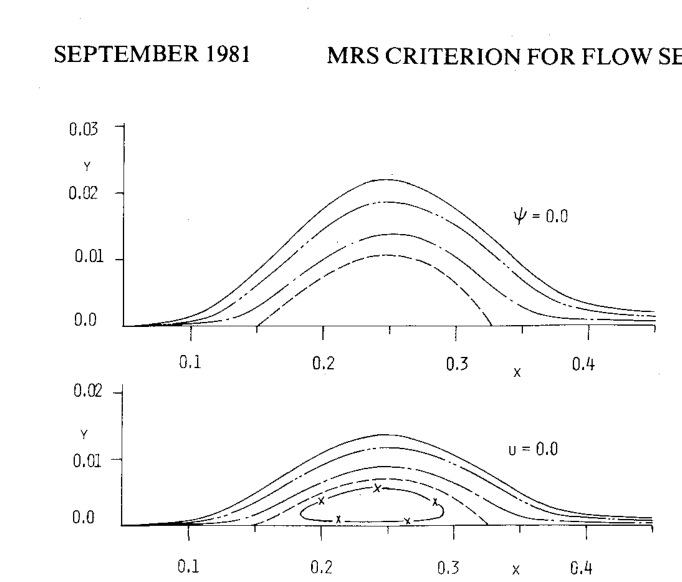 SEPTEMBER 1981 MRS CRITERION FOR FLOW SE
0.03
Y
0.02
ψ = 0.0
0.01
0.0
0.1 0.2 0.3 0.4
X
0.02
Y
u = 0.0
0.01
0.0
x x x x x
0.1 0.2 0.3 X 0.4